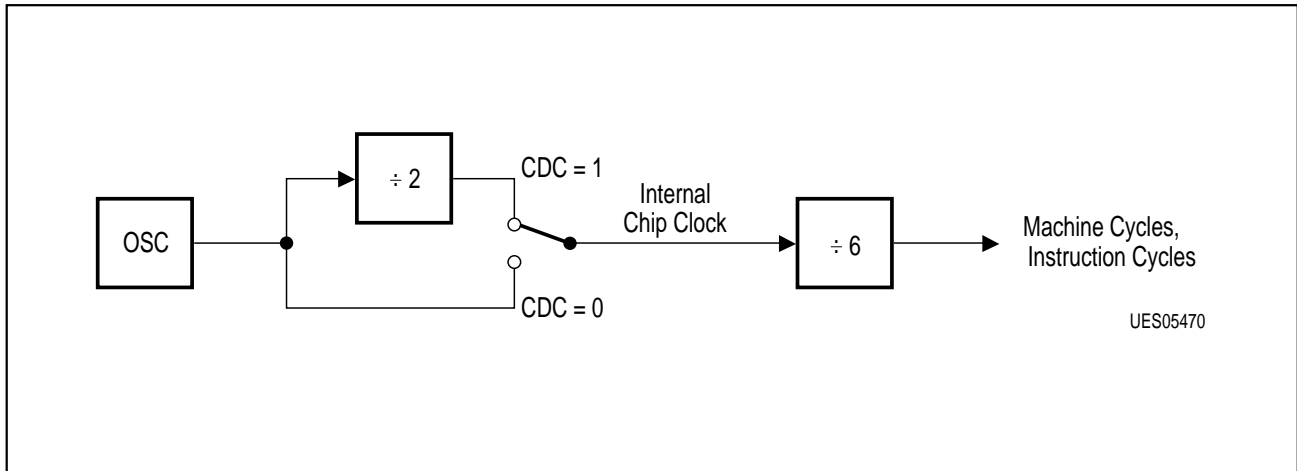 OSC
÷ 2
CDC = 1
CDC = 0
Internal
Chip Clock
÷ 6
Machine Cycles,
Instruction Cycles
UES05470